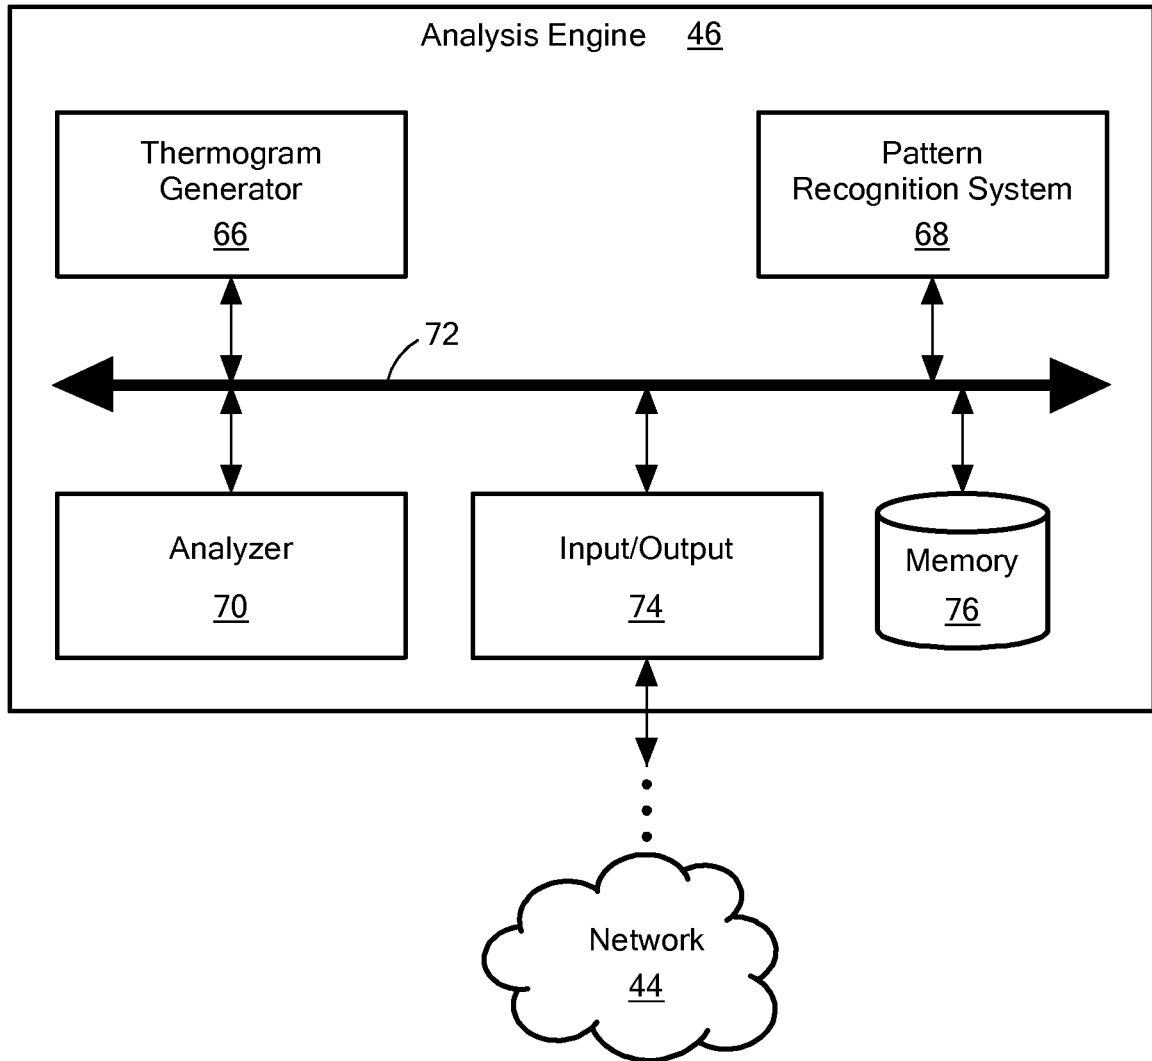 Analysis Engine 46
Thermogram
Generator
66
Pattern
Recognition System
68
72
Analyzer
70
Input/Output
74
Memory
76
Network
44